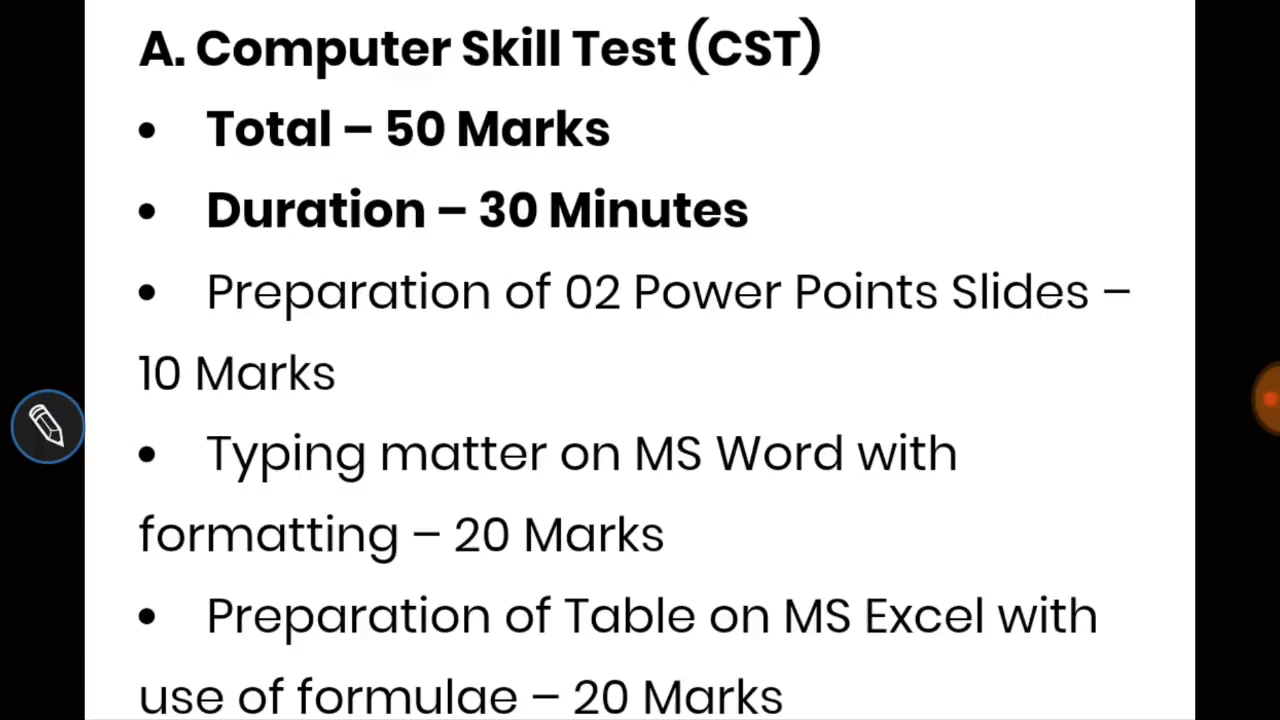 A. Computer Skill Test (CST)
• Total – 50 Marks
• Duration – 30 Minutes
• Preparation of 02 Power Points Slides –
10 Marks
• Typing matter on MS Word with
formatting – 20 Marks
• Preparation of Table on MS Excel with
use of formulae – 20 Marks